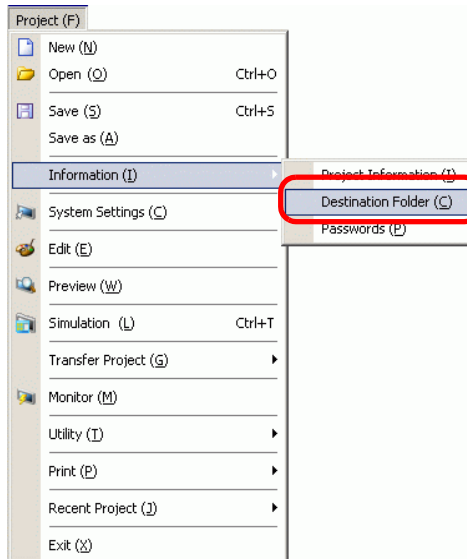 Project (F)
New (N)
Open (O) Ctrl+O
Save (S) Ctrl+S
Save as (A)
Information (I)
Project Information (I)
Destination Folder (C)
Passwords (P)
System Settings (C)
Edit (E)
Preview (W)
Simulation (L) Ctrl+T
Transfer Project (G)
Monitor (M)
Utility (T)
Print (P)
Recent Project (J)
Exit (X)